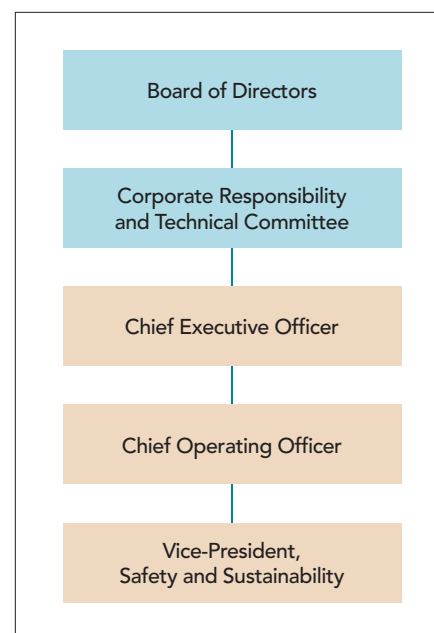 Board of Directors
Corporate Responsibility
and Technical Committee
Chief Executive Officer
Chief Operating Officer
Vice-President,
Safety and Sustainability